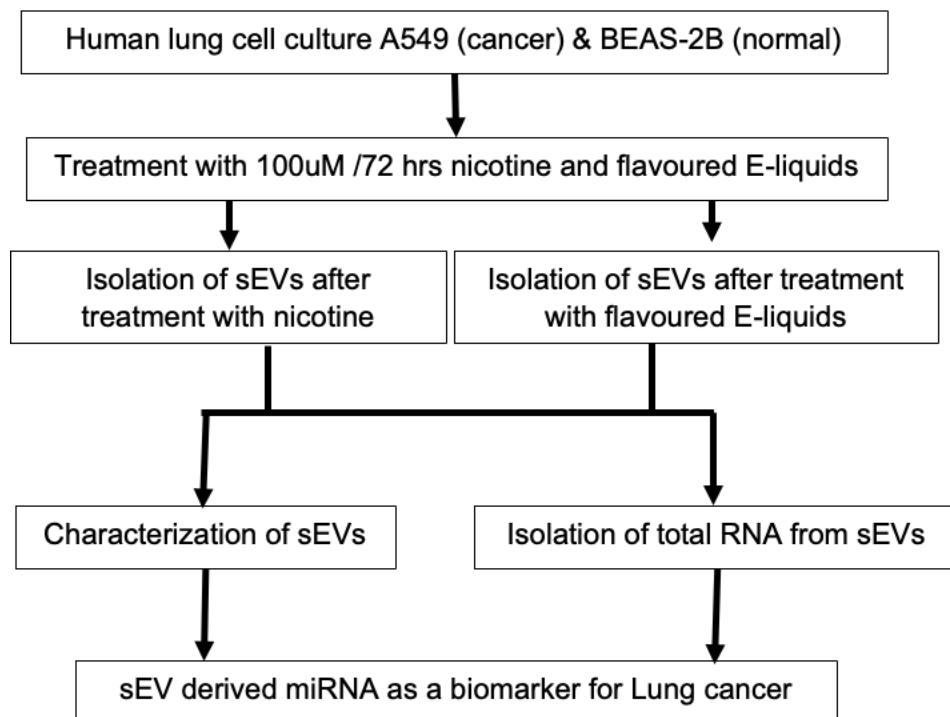 Human lung cell culture A549 (cancer) & BEAS-2B (normal)
Treatment with 100uM /72 hrs nicotine and flavoured E-liquids
Isolation of sEVs after
treatment with nicotine
Isolation of sEVs after treatment
with flavoured E-liquids
Characterization of sEVs
Isolation of total RNA from sEVs
sEV derived miRNA as a biomarker for Lung cancer